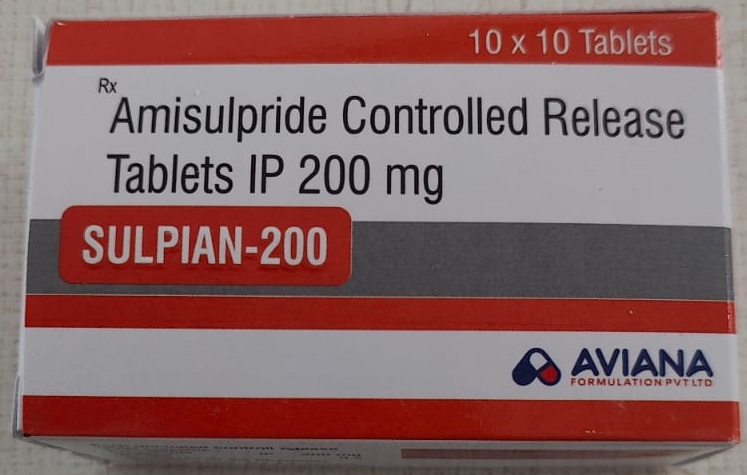 10 x 10 Tablets
Rx
Amisulpride Controlled Release
Tablets IP 200 mg
SULPIAN-200
AVIANA
FORMULATION PVT LTD